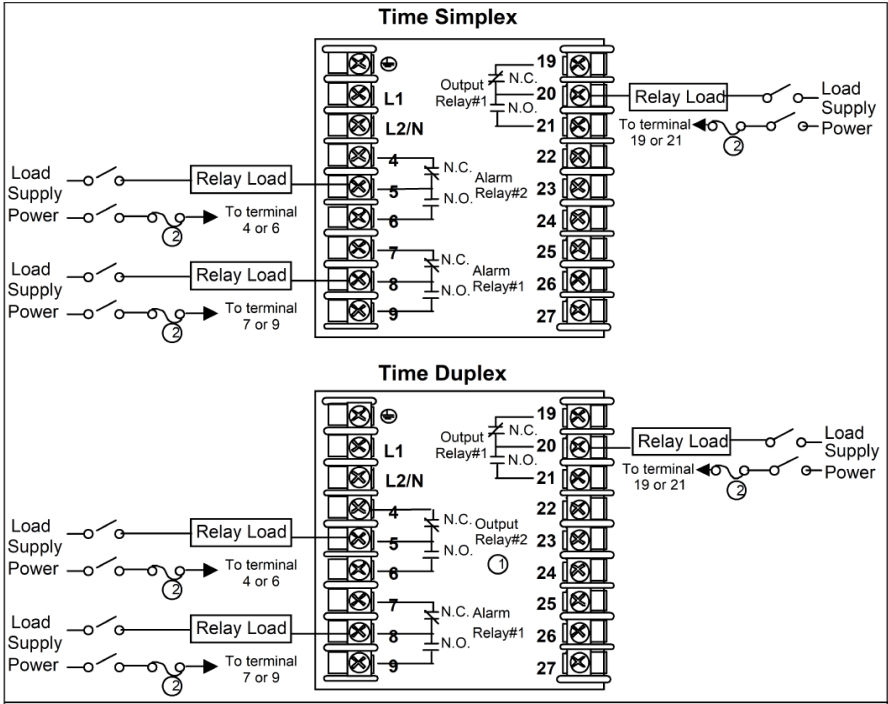 Time Simplex
L1
L2/N
4
5
6
7
8
9
N.C.
N.O.
Alarm
Relay#2
N.C.
N.O.
Alarm
Relay#1
Output
Relay#1
N.C.
N.O.
19
20
21
22
23
24
25
26
27
Load
Supply
Power
Relay Load
2
To terminal
4 or 6
Load
Supply
Power
Relay Load
2
To terminal
7 or 9
Relay Load
Load
Supply
Power
To terminal
19 or 21
2
Time Duplex
L1
L2/N
4
5
6
7
8
9
N.C.
N.O.
Output
Relay#2
1
N.C.
N.O.
Alarm
Relay#1
Output
Relay#1
N.C.
N.O.
19
20
21
22
23
24
25
26
27
Load
Supply
Power
Relay Load
2
To terminal
4 or 6
Load
Supply
Power
Relay Load
2
To terminal
7 or 9
Relay Load
Load
Supply
Power
To terminal
19 or 21
2